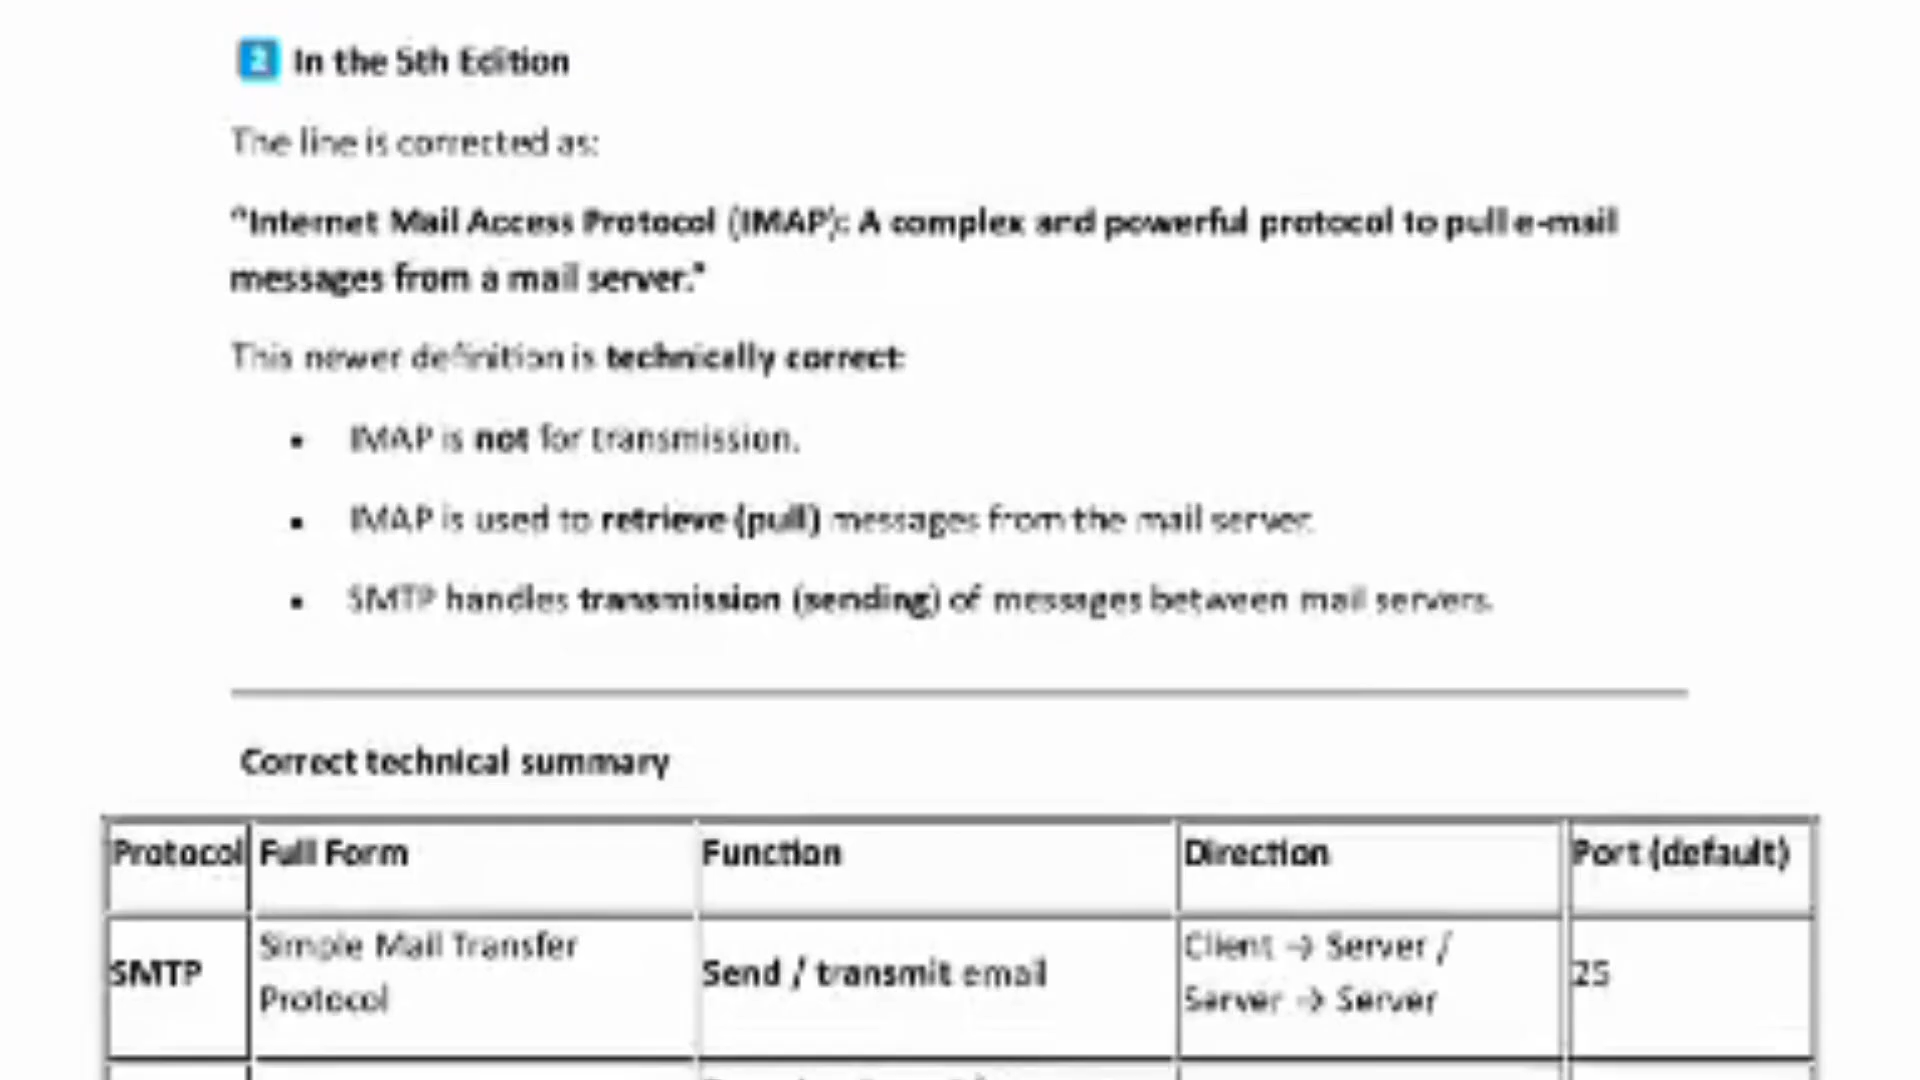 2 In the 5th Edition
The line is corrected as:
"Internet Mail Access Protocol (IMAP): A complex and powerful protocol to pull e-mail
messages from a mail server."
This newer definition is technically correct:
• IMAP is not for transmission.
• IMAP is used to retrieve (pull) messages from the mail server.
• SMTP handles transmission (sending) of messages between mail servers.
Correct technical summary
Protocol Full Form Function Direction Port (default)
SMTP Simple Mail Transfer Protocol Send / transmit email Client → Server / Server → Server 25